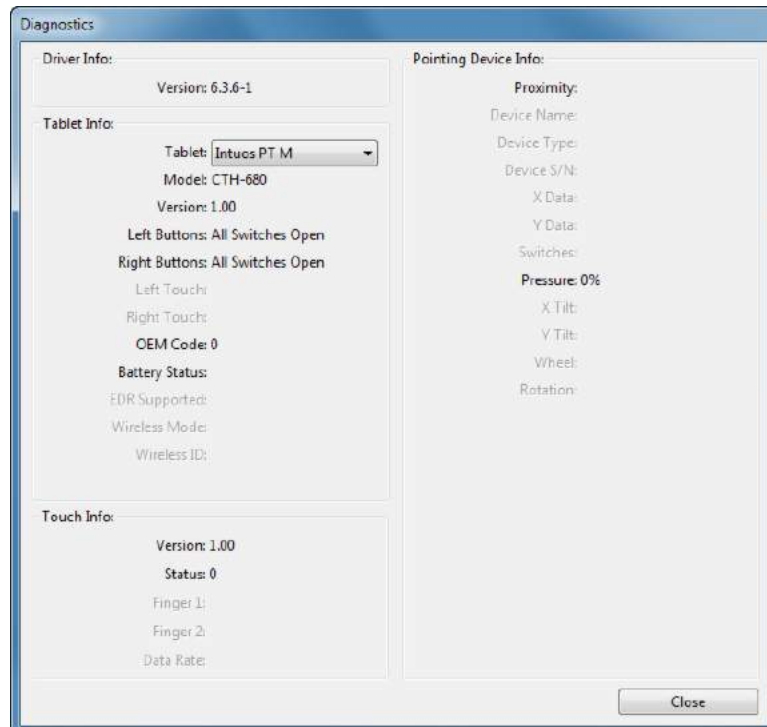 Diagnostics
Driver Info:
Version: 6.3.6-1
Tablet Info:
Tablet: Intuos PT M
Model: CTH-680
Version: 1.00
Left Buttons: All Switches Open
Right Buttons: All Switches Open
Left Touch:
Right Touch:
OEM Code: 0
Battery Status:
EDR Supported:
Wireless Mode:
Wireless ID:
Touch Info:
Version: 1.00
Status: 0
Finger 1:
Finger 2:
Data Rate:
Pointing Device Info:
Proximity:
Device Name:
Device Type:
Device S/N:
X Data:
Y Data:
Switches:
Pressure: 0%
X Tilt:
Y Tilt:
Wheel:
Rotation:
Close